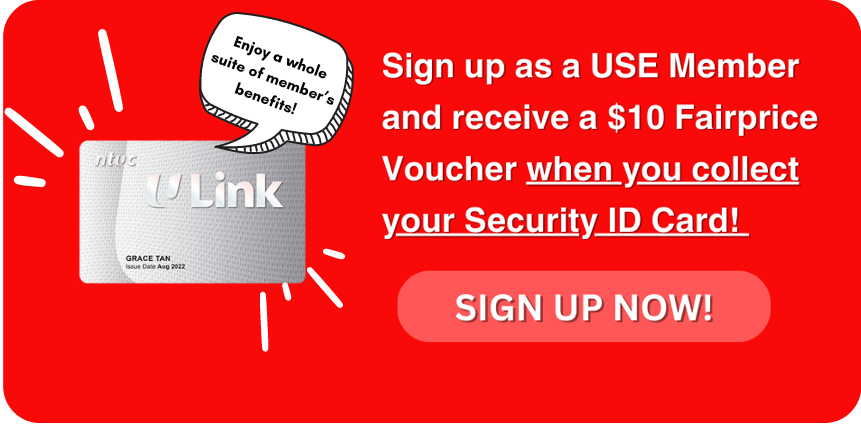 Enjoy a whole
suite of member's
benefits!
ntuc
U Link
GRACE TAN
Issue Date Aug 2022
Sign up as a USE Member
and receive a $10 Fairprice
Voucher when you collect
your Security ID Card!
SIGN UP NOW!